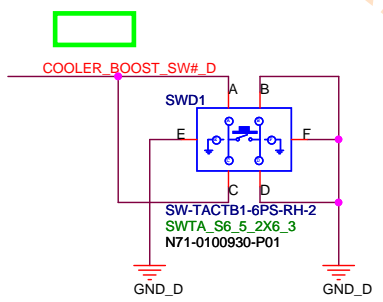 COOLER_BOOST_SW#_D
A
B
SWD1
E
F
C
D
SW-TACTB1-6PS-RH-2
SWTA_S6_5_2X6_3
N71-0100930-P01
GND_D
GND_D